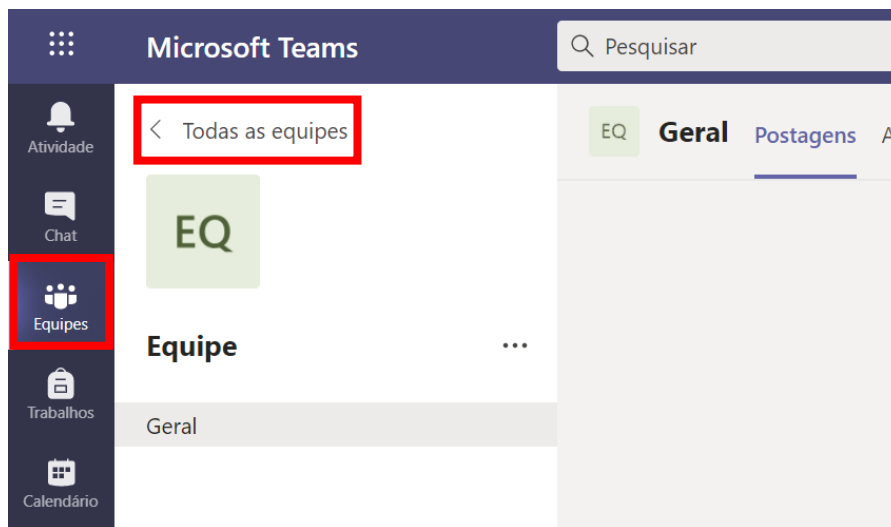 Microsoft Teams
Pesquisar
Atividade
Chat
Equipes
Trabalhos
Calendário
Todas as equipes
EQ
Equipe
Geral
EQ Geral Postagens A